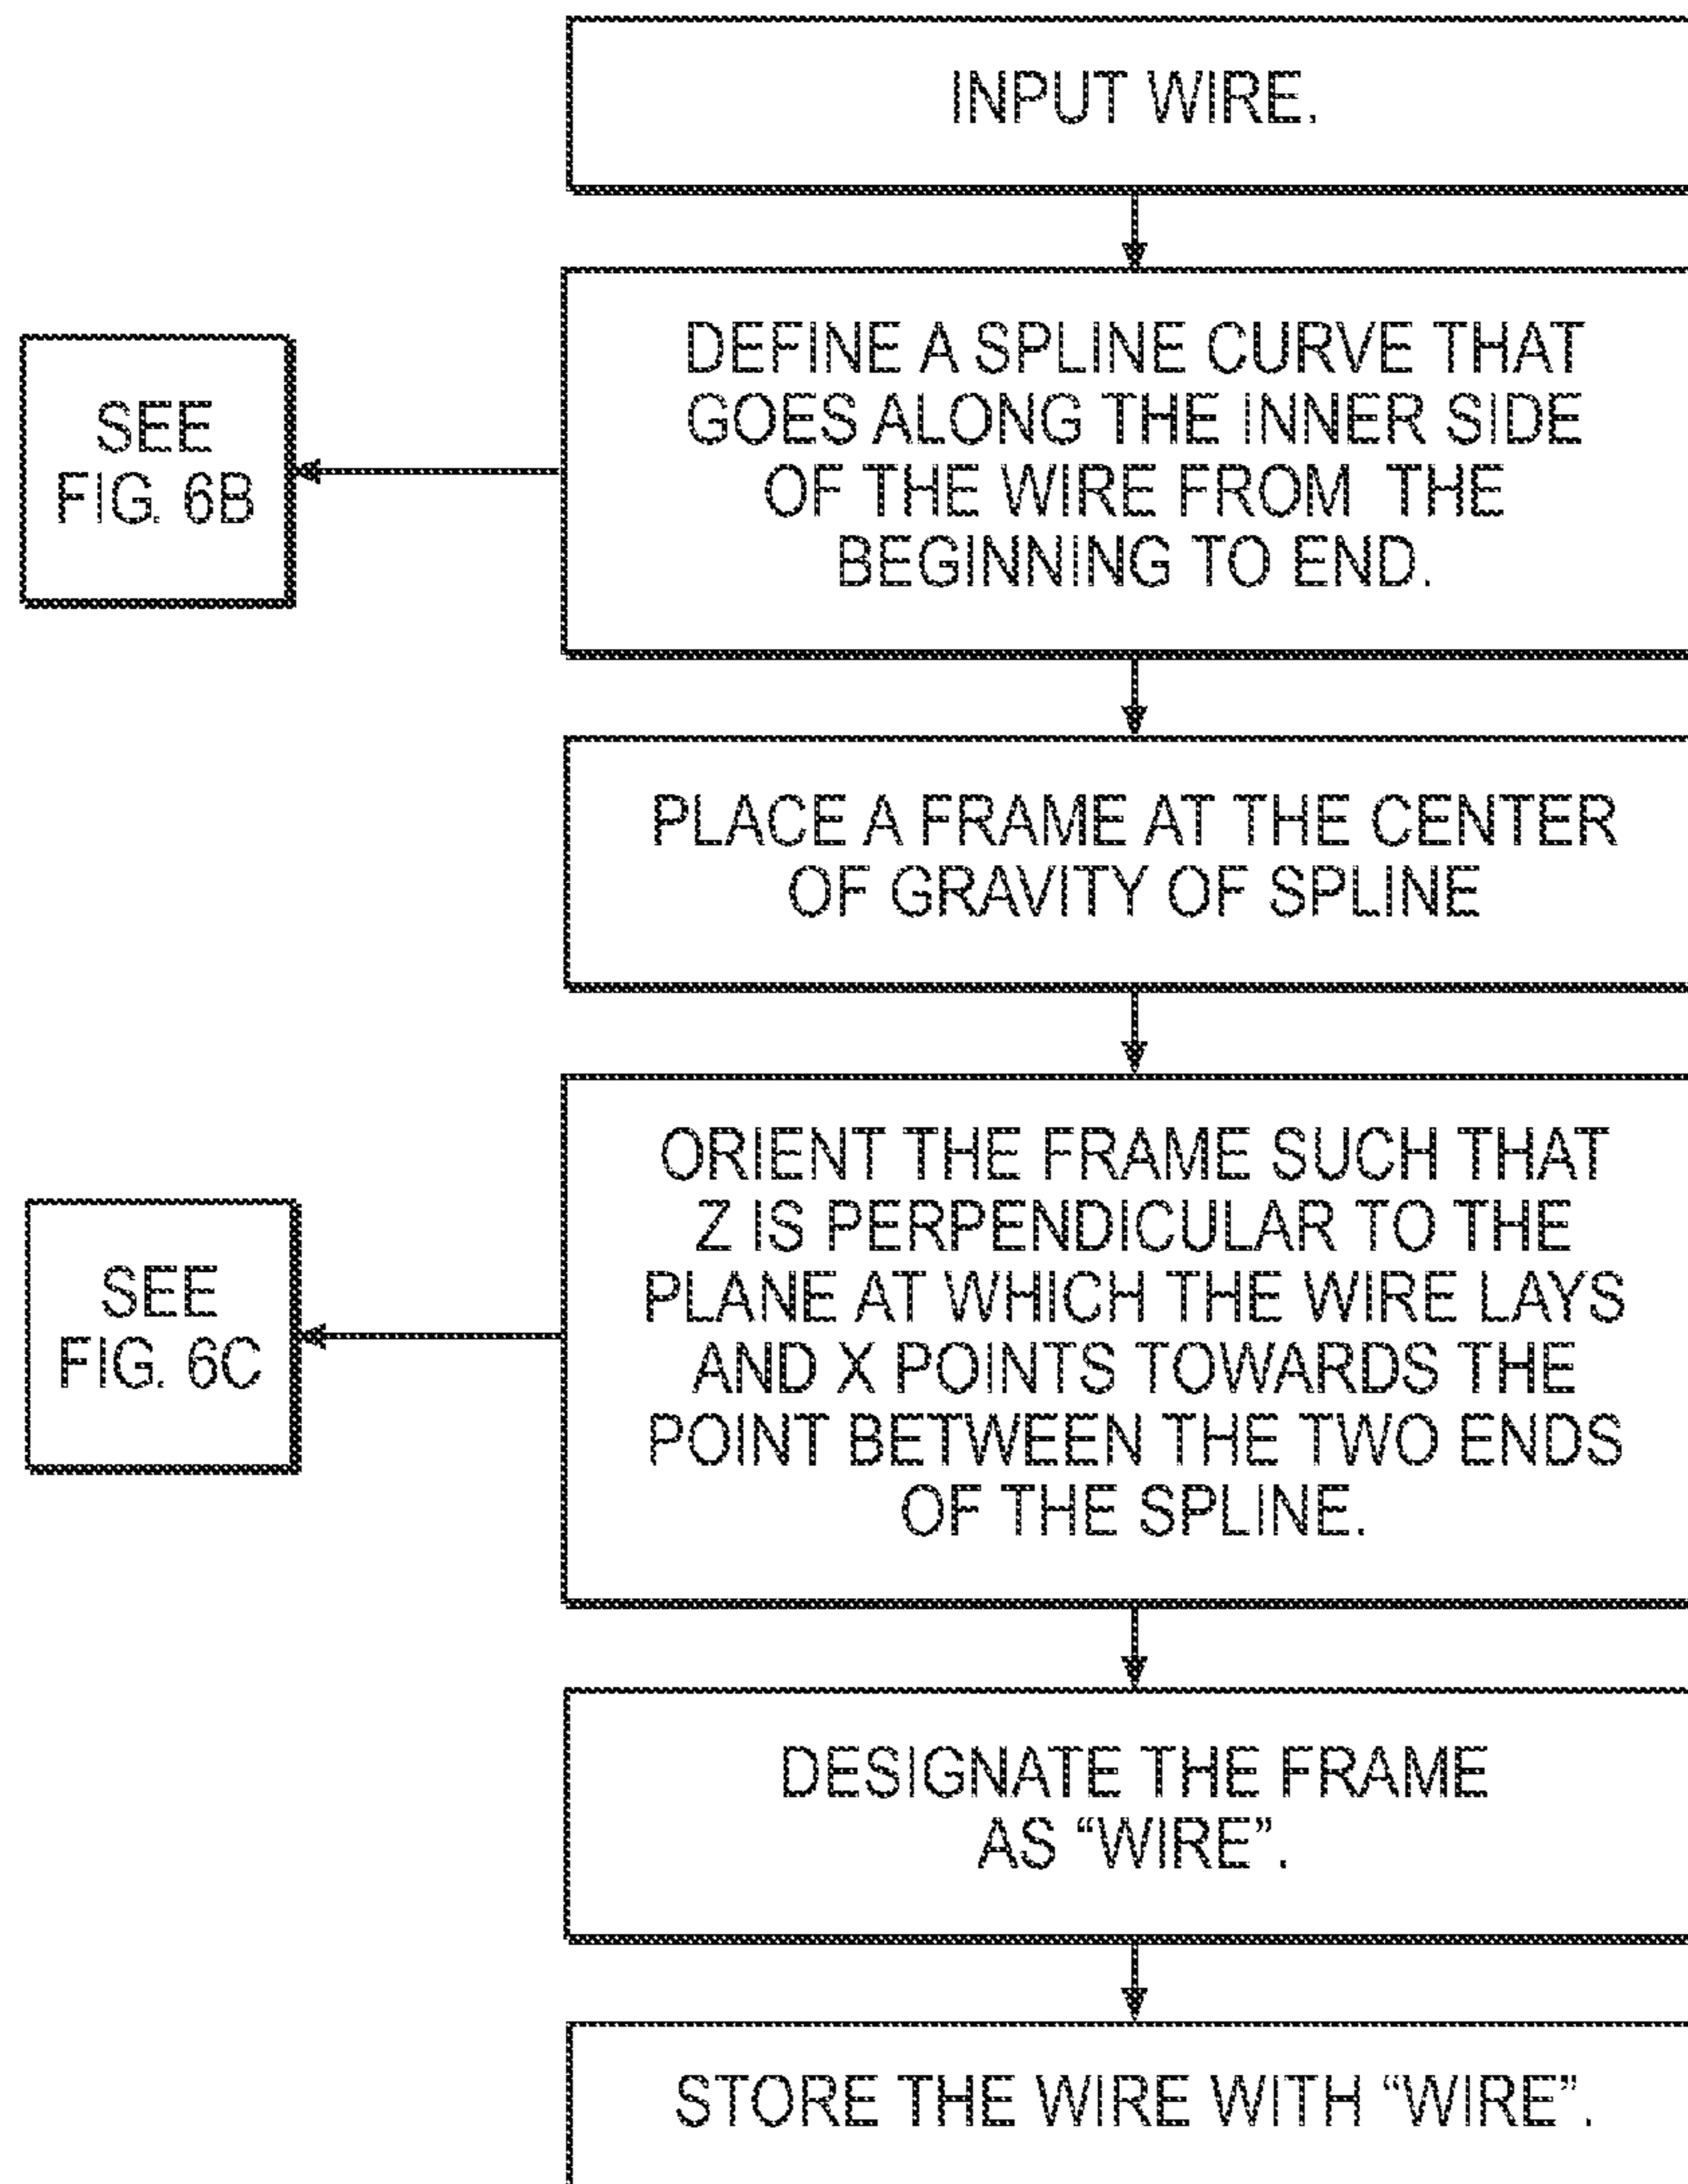 INPUT WIRE.
DEFINE A SPLINE CURVE THAT
GOES ALONG THE INNER SIDE
OF THE WIRE FROM THE
BEGINNING TO END.
SEE
FIG. 6B
PLACE A FRAME AT THE CENTER
OF GRAVITY OF SPLINE
ORIENT THE FRAME SUCH THAT
Z IS PERPENDICULAR TO THE
PLANE AT WHICH THE WIRE LAYS
AND X POINTS TOWARDS THE
POINT BETWEEN THE TWO ENDS
OF THE SPLINE.
SEE
FIG. 6C
DESIGNATE THE FRAME
AS “WIRE”.
STORE THE WIRE WITH “WIRE”.